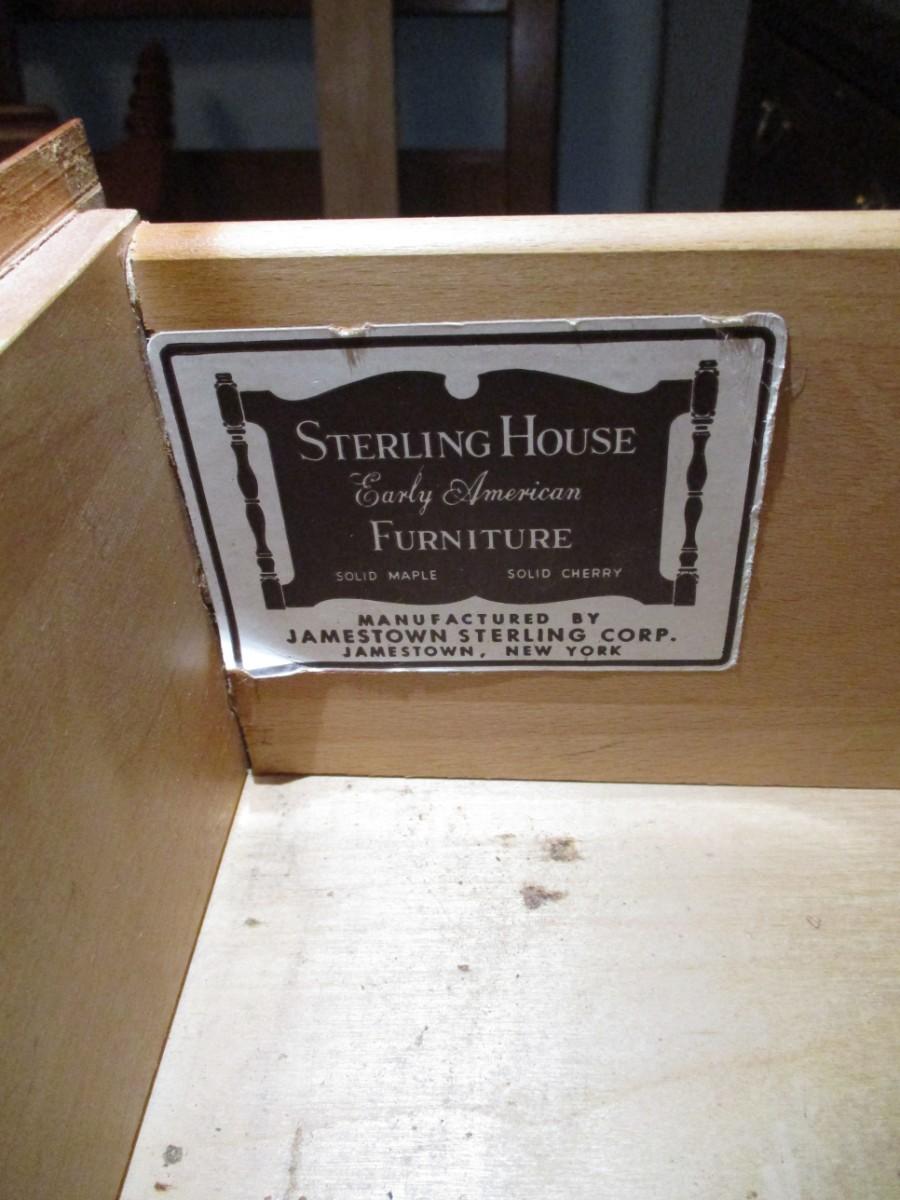 STERLING HOUSE
Early American
FURNITURE
SOLID MAPLE SOLID CHERRY
MANUFACTURED BY
JAMESTOWN STERLING CORP.
JAMESTOWN, NEW YORK